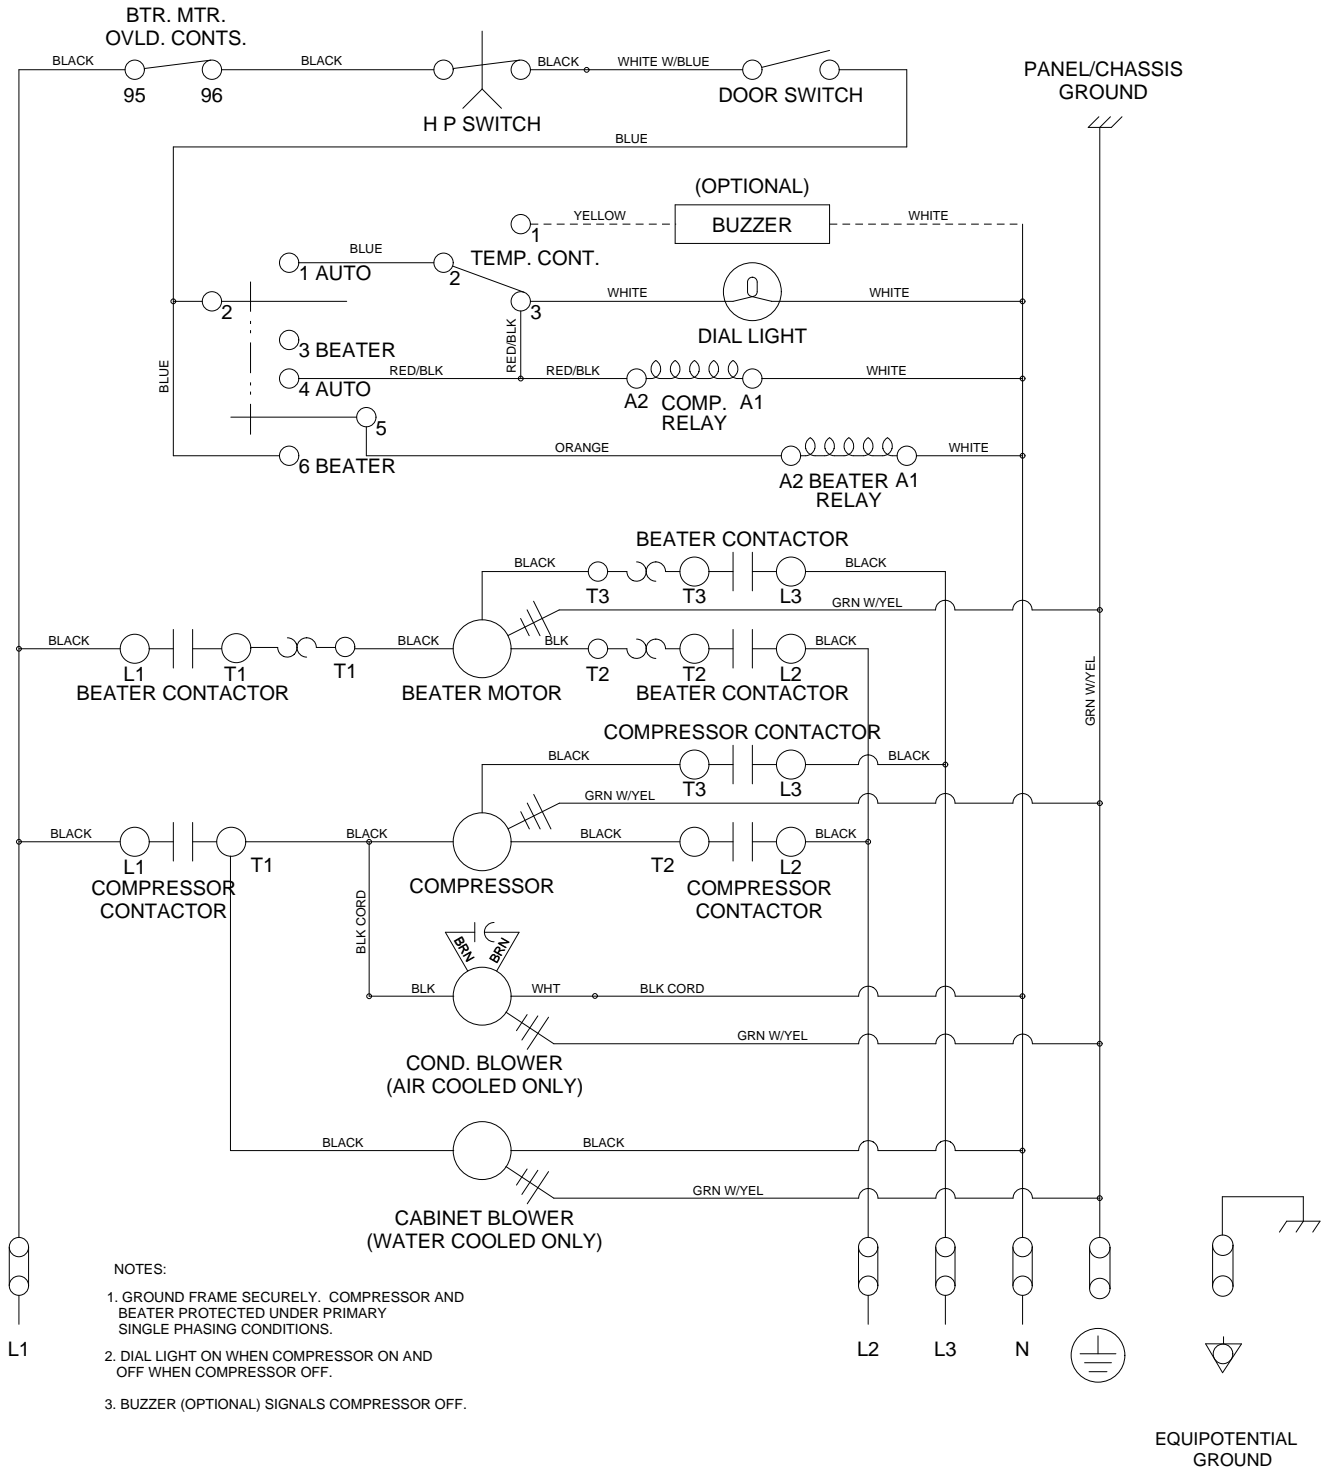 BTR. MTR.
OVLD. CONTS.
BLACK
BLACK
BLACK
WHITE W/BLUE
95
96
H P SWITCH
DOOR SWITCH
PANEL/CHASSIS
GROUND
BLUE
(OPTIONAL)
YELLOW
BUZZER
WHITE
1
TEMP. CONT.
BLUE
1 AUTO
2
2
3
WHITE
WHITE
DIAL LIGHT
3 BEATER
RED/BLK
BLUE
RED/BLK
RED/BLK
WHITE
4 AUTO
A2
COMP.
RELAY
A1
5
ORANGE
WHITE
6 BEATER
A2 BEATER A1
RELAY
BEATER CONTACTOR
BLACK
BLACK
T3
T3
L3
GRN W/YEL
BLACK
BLACK
BLK
BLACK
L1
T1
T1
T2
T2
L2
BEATER CONTACTOR
BEATER MOTOR
BEATER CONTACTOR
GRN W/YEL
COMPRESSOR CONTACTOR
BLACK
BLACK
T3
L3
GRN W/YEL
BLACK
BLACK
BLACK
BLACK
L1
T1
T2
L2
COMPRESSOR
CONTACTOR
COMPRESSOR
COMPRESSOR
CONTACTOR
BLK CORD
BRN
BRN
BLK
WHT
BLK CORD
GRN W/YEL
COND. BLOWER
(AIR COOLED ONLY)
BLACK
BLACK
GRN W/YEL
CABINET BLOWER
(WATER COOLED ONLY)
NOTES:
1. GROUND FRAME SECURELY. COMPRESSOR AND
BEATER PROTECTED UNDER PRIMARY
SINGLE PHASING CONDITIONS.
2. DIAL LIGHT ON WHEN COMPRESSOR ON AND
OFF WHEN COMPRESSOR OFF.
3. BUZZER (OPTIONAL) SIGNALS COMPRESSOR OFF.
L1
L2
L3
N
EQUIPOTENTIAL
GROUND